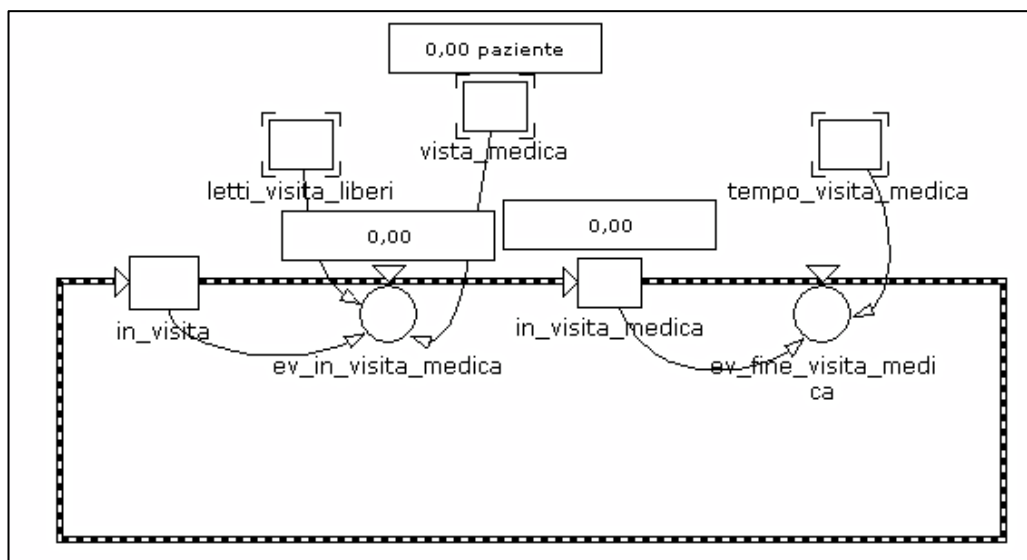 0,00 paziente
vista_medica
letti_visita_liberi
tempo_visita_medica
0,00
0,00
in_visita
in_visita_medica
ev_in_visita_medica
ev_fine_visita_medi
ca